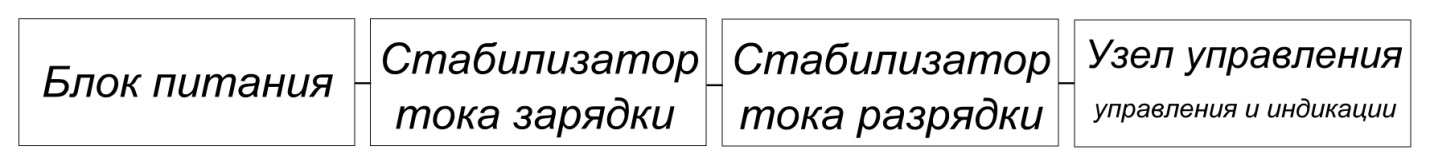 Блок питания
Стабилизатор
тока зарядки
Стабилизатор
тока разрядки
Узел управления
управления и индикации